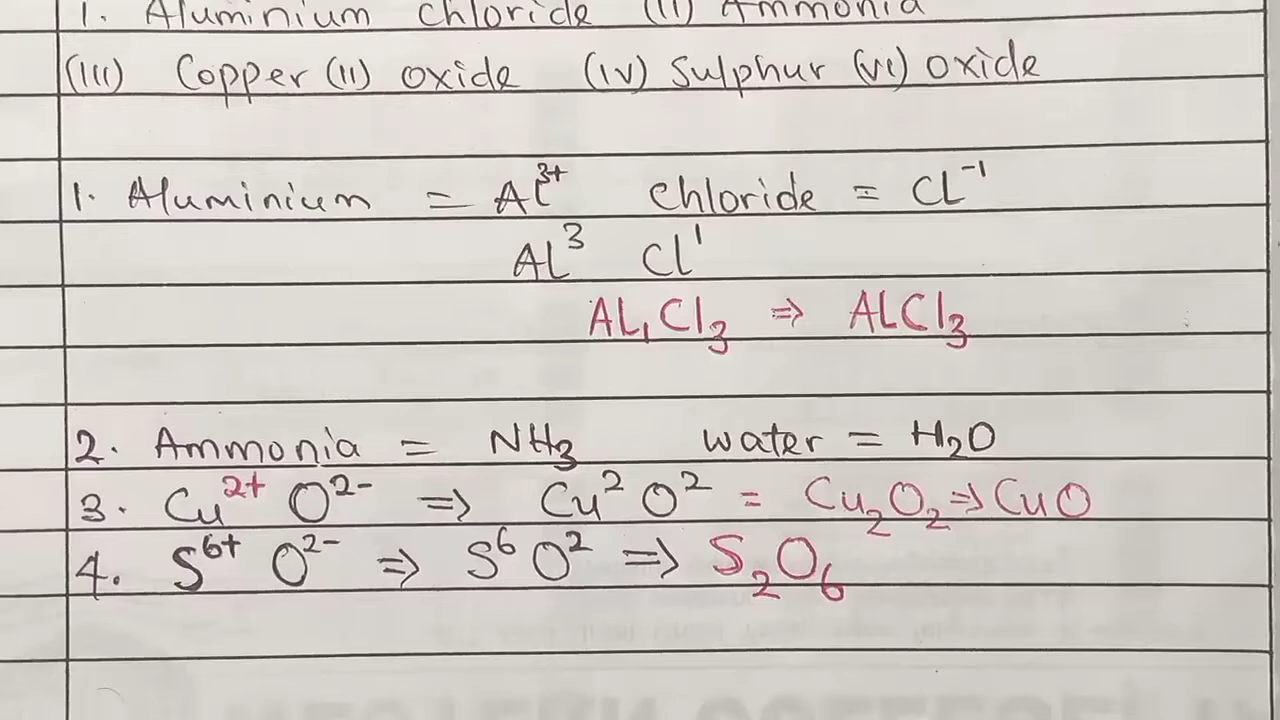 1. Aluminium Chloride (II) Ammonia
(III) Copper (II) oxide (IV) Sulphur (VI) oxide
1. Aluminium = Al³⁺ Chloride = Cl⁻¹
Al³ Cl¹
Al₁Cl₃ ⇒ AlCl₃
2. Ammonia = NH₃ water = H₂O
3. Cu²⁺ O²⁻ ⇒ Cu² O² = Cu₂O₂ ⇒ CuO
4. S⁶⁺ O²⁻ ⇒ S⁶ O² ⇒ S₂O₆